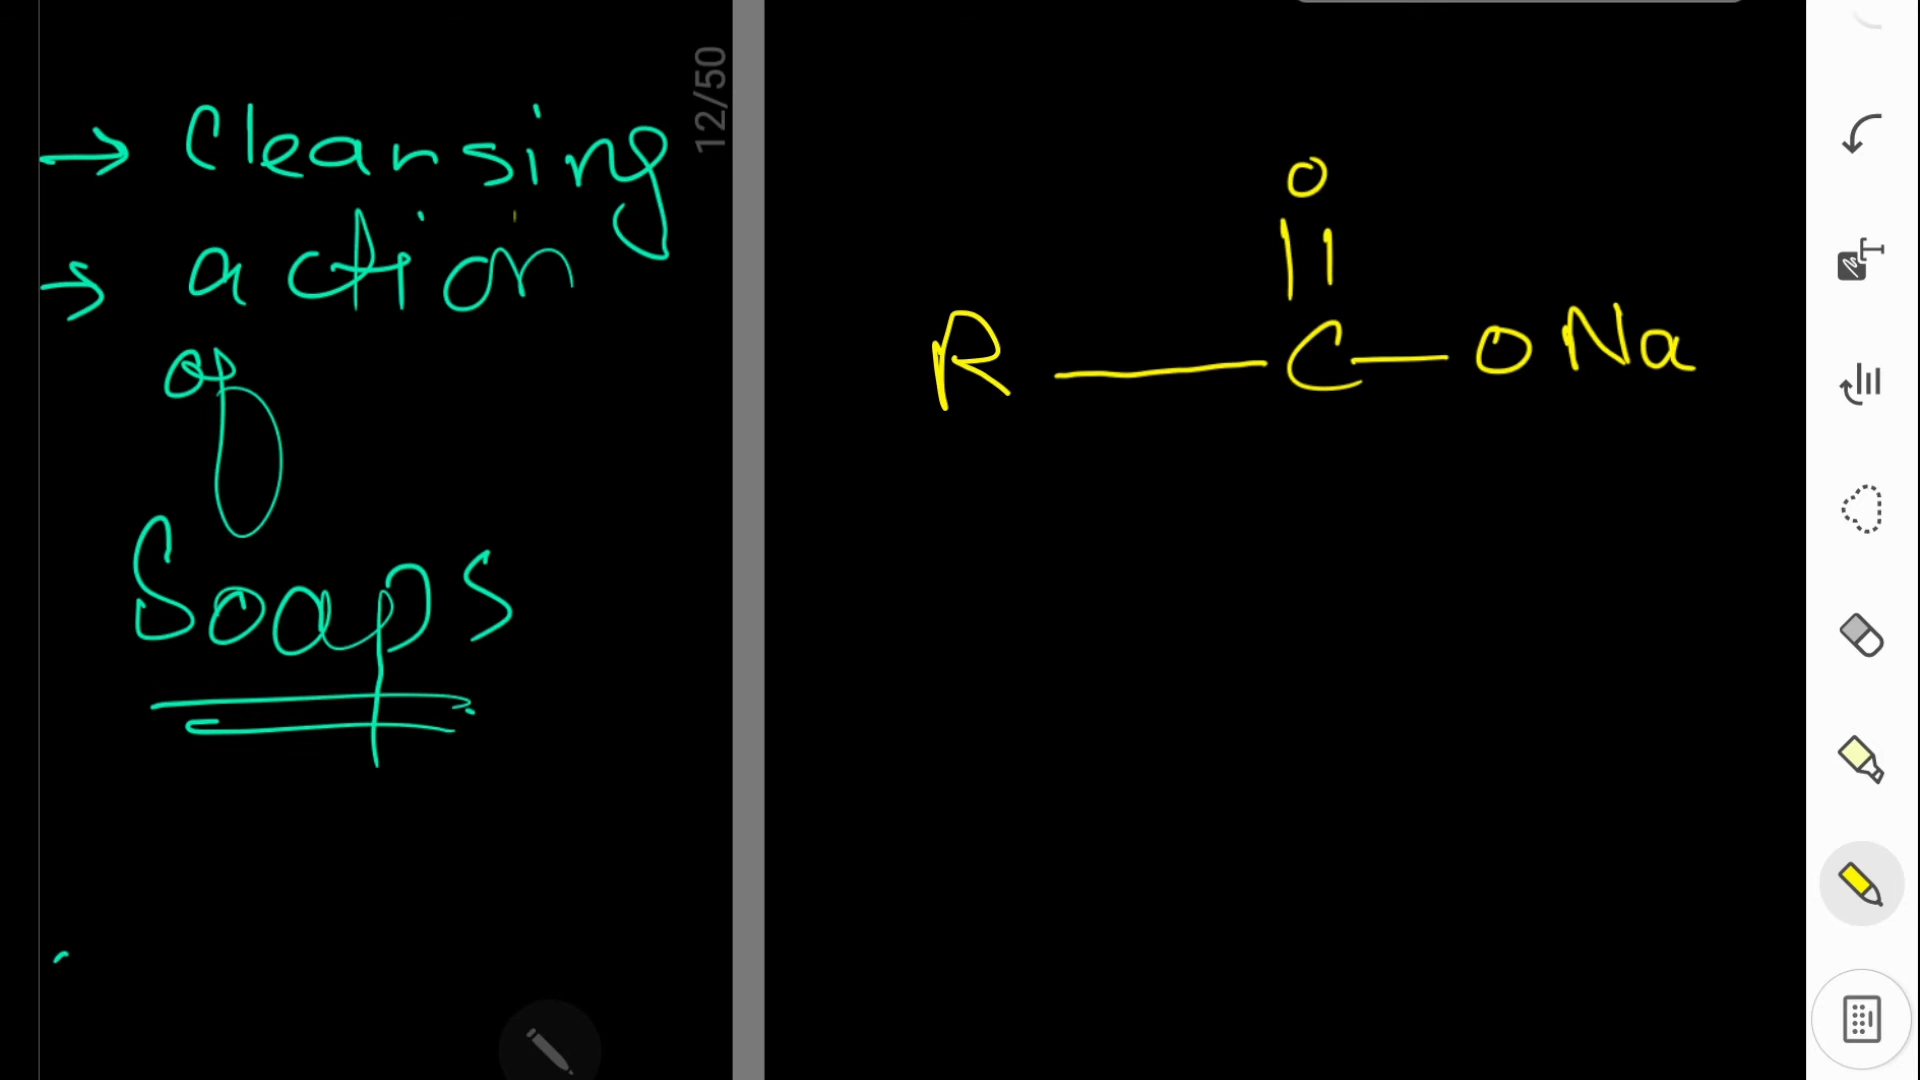 → Cleansing
→ action
of
Soaps
12/50
O
||
R — C — ONa